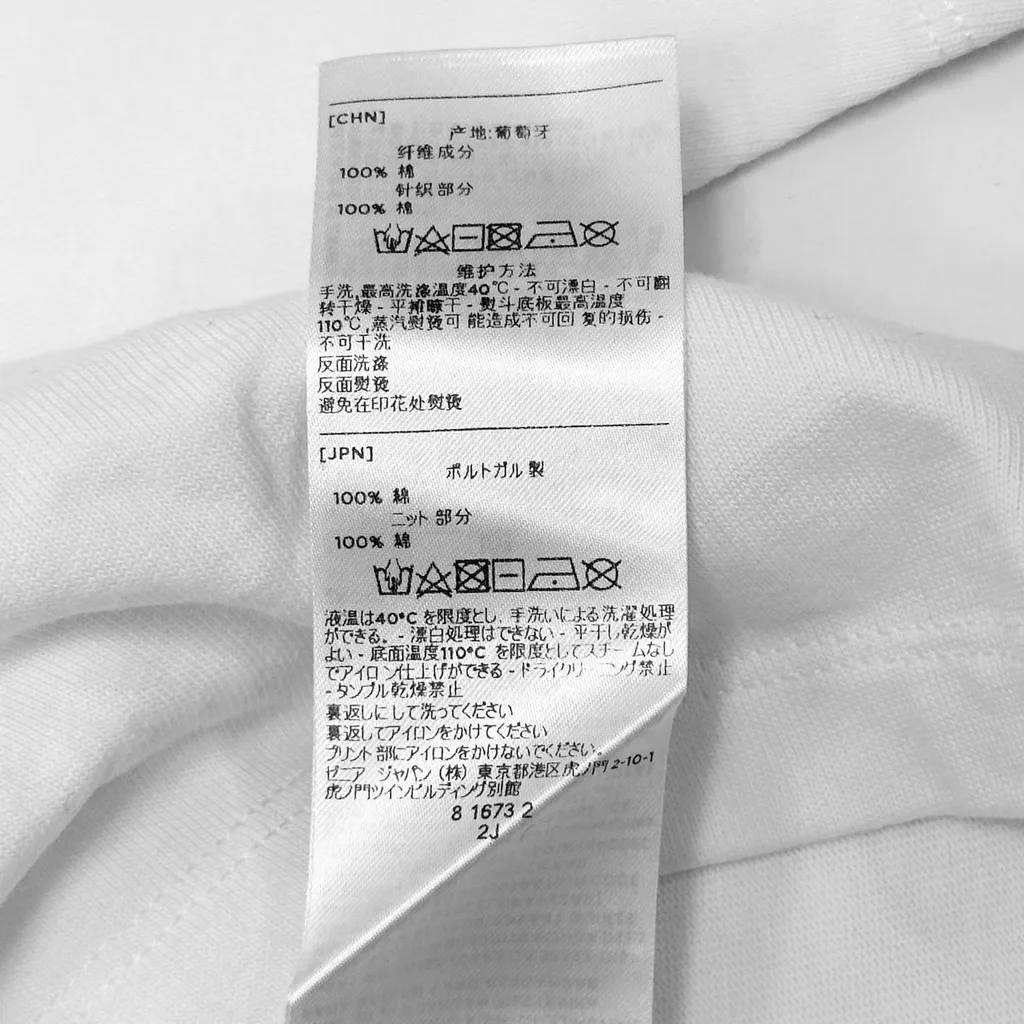 [CHN]
产地:葡萄牙
纤维成分
100% 棉
针织部分
100% 棉
维护方法
手洗,最高洗涤温度40°C - 不可漂白 - 不可翻
转干燥 - 平摊晾干 - 熨斗底板最高温度
110°C,蒸汽熨烫可 能造成不可回 复的损伤 -
不可干洗
反面洗涤
反面熨烫
避免在印花处熨烫
[JPN]
ポルトガル 製
100% 綿
ニット 部分
100% 綿
液温は40°C を限度とし, 手洗いによる 洗濯処理
ができる。 - 漂白処理はできない - 平干し乾燥が
よい - 底面温度110°C を限度としてスチームなし
でアイロン仕上げができる - ドライクリーニング禁止
- タンブル乾燥禁止
裏返しにして洗ってください
裏返してアイロンをかけてください
プリント部にアイロンをかけないでください。
ゼニア ジャパン (株) 東京都港区虎ノ門 2-10-1
虎ノ門ツインビルディング別館
8 1673 2
2J